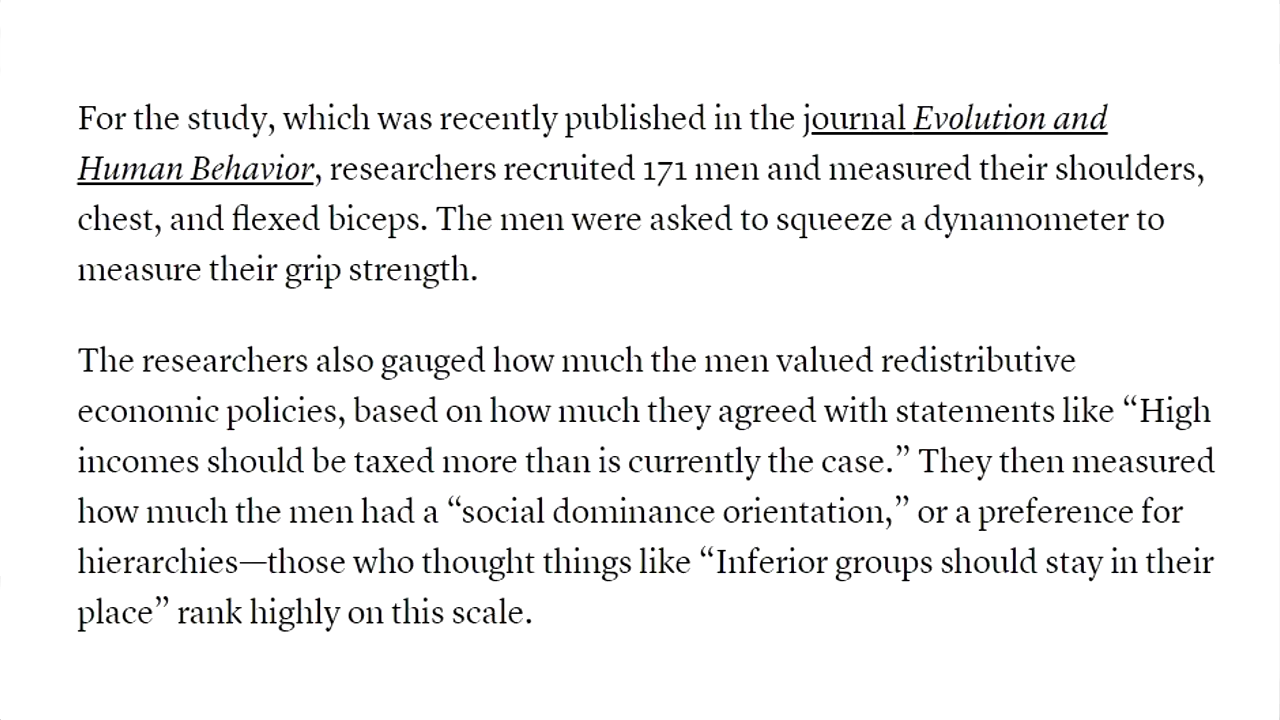 For the study, which was recently published in the journal Evolution and
Human Behavior, researchers recruited 171 men and measured their shoulders,
chest, and flexed biceps. The men were asked to squeeze a dynamometer to
measure their grip strength.
The researchers also gauged how much the men valued redistributive
economic policies, based on how much they agreed with statements like “High
incomes should be taxed more than is currently the case.” They then measured
how much the men had a “social dominance orientation,” or a preference for
hierarchies—those who thought things like “Inferior groups should stay in their
place” rank highly on this scale.